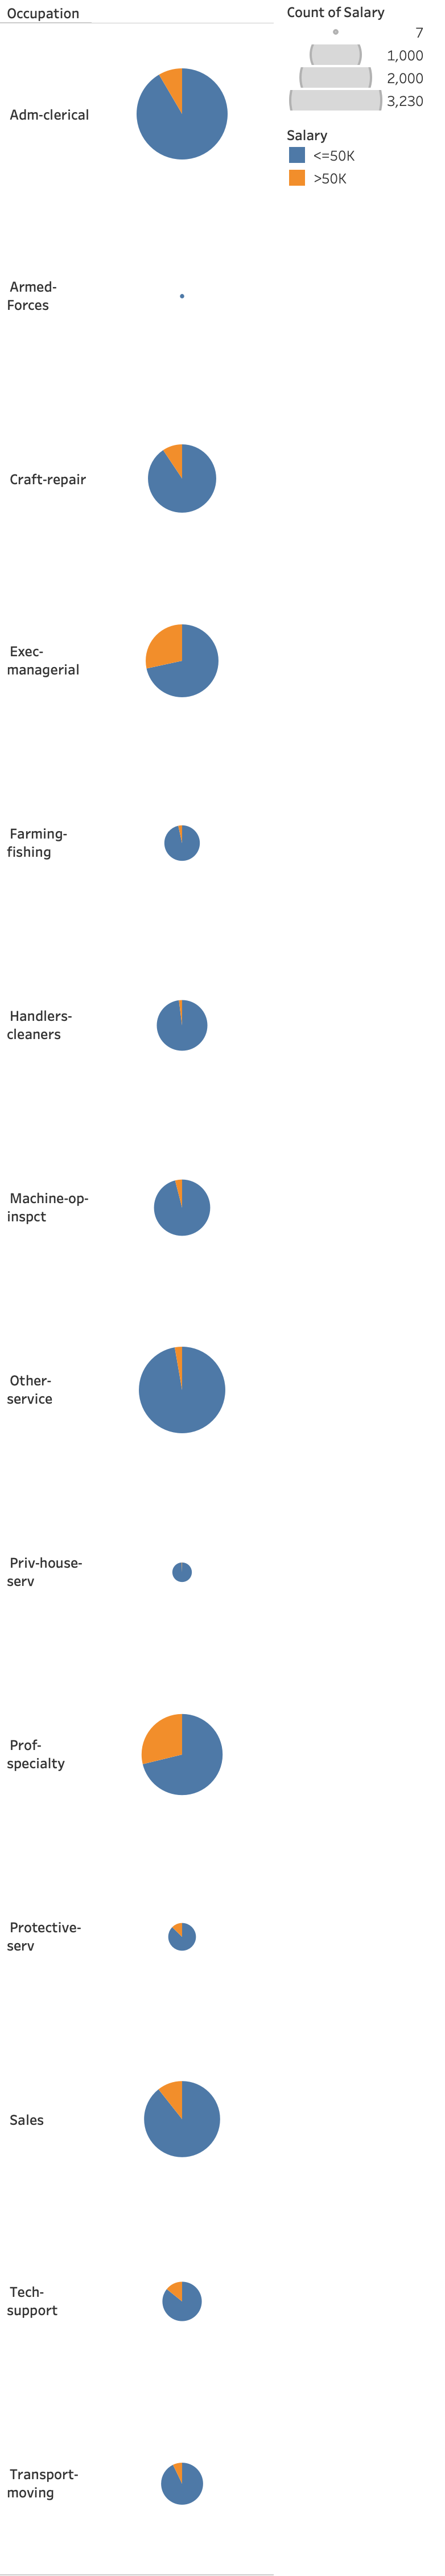 Occupation
Adm-clerical
Armed-
Forces
Craft-repair
Exec-
managerial
Farming-
fishing
Handlers-
cleaners
Machine-op-
inspct
Other-
service
Priv-house-
serv
Prof-
specialty
Protective-
serv
Sales
Tech-
support
Transport-
moving
Count of Salary
7
1,000
2,000
3,230
Salary
<=50K
>50K